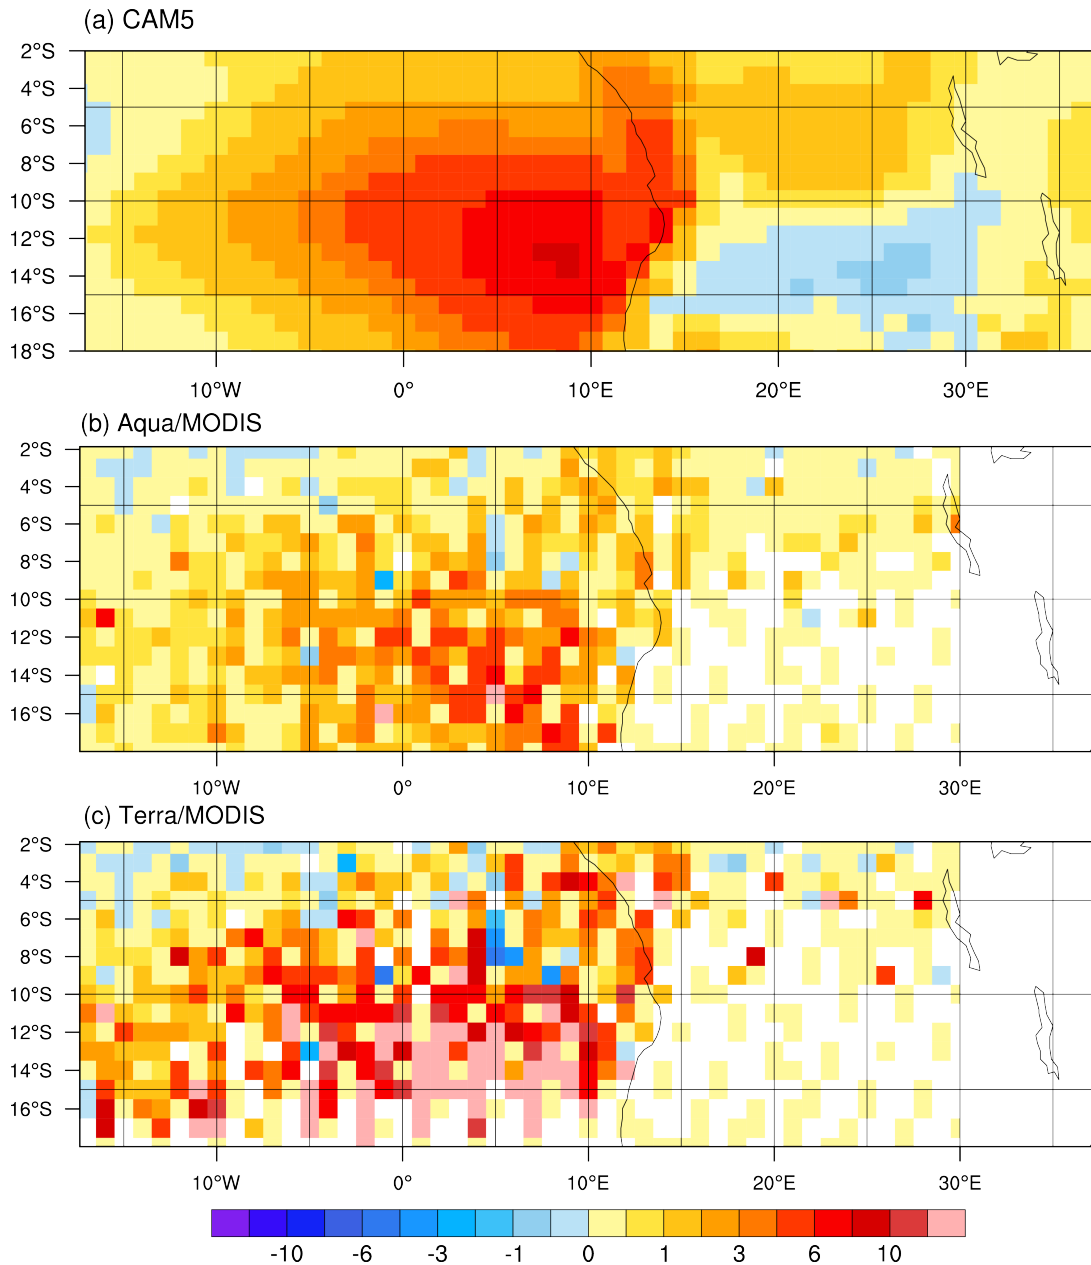 (a) CAM5
2°S
4°S
6°S
8°S
10°S
12°S
14°S
16°S
18°S
10°W 0° 10°E 20°E 30°E
(b) Aqua/MODIS
2°S
4°S
6°S
8°S
10°S
12°S
14°S
16°S
10°W 0° 10°E 20°E 30°E
(c) Terra/MODIS
2°S
4°S
6°S
8°S
10°S
12°S
14°S
16°S
10°W 0° 10°E 20°E 30°E
-10 -6 -3 -1 0 1 3 6 10